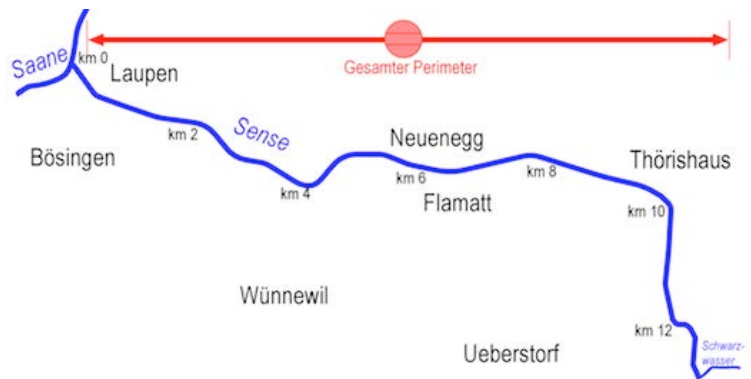 Saane
km 0
Laupen
Gesamter Perimeter
Bösingen
km 2
Sense
km 4
Neuenegg
km 6
Flamatt
km 8
Thörishaus
km 10
Wünnewil
km 12
Ueberstorf
Schwarz-
wasser